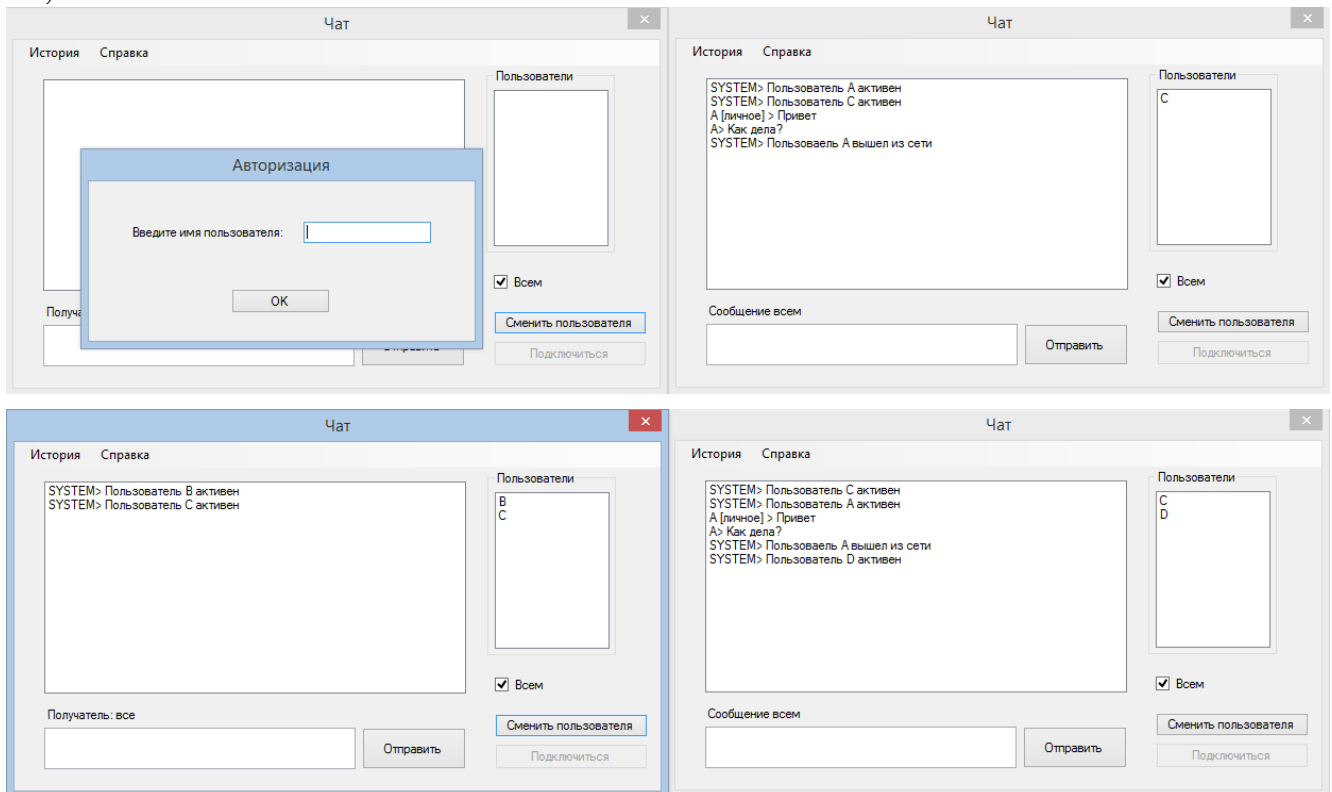 Чат
История Справка
Пользователи
Авторизация
Введите имя пользователя:
OK
Всем
Сменить пользователя
Подключиться
Чат
История Справка
SYSTEM> Пользователь A активен
SYSTEM> Пользователь C активен
A [личное] > Привет
A> Как дела?
SYSTEM> Пользоваель A вышел из сети
Пользователи
C
Всем
Сообщение всем
Отправить
Сменить пользователя
Подключиться
Чат
История Справка
SYSTEM> Пользователь B активен
SYSTEM> Пользователь C активен
Пользователи
B
C
Всем
Получатель: все
Отправить
Сменить пользователя
Подключиться
Чат
История Справка
SYSTEM> Пользователь C активен
SYSTEM> Пользователь A активен
A [личное] > Привет
A> Как дела?
SYSTEM> Пользоваель A вышел из сети
SYSTEM> Пользователь D активен
Пользователи
C
D
Всем
Сообщение всем
Отправить
Сменить пользователя
Подключиться